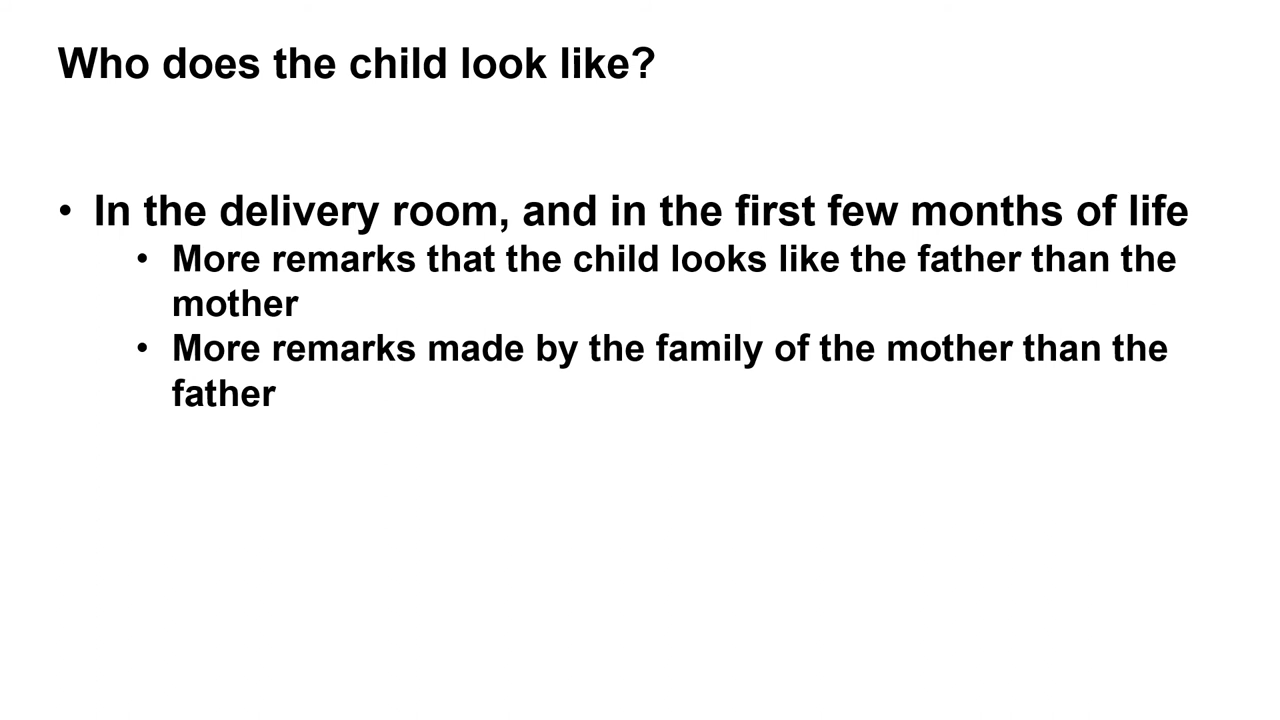 Who does the child look like?
• In the delivery room, and in the first few months of life
• More remarks that the child looks like the father than the
mother
• More remarks made by the family of the mother than the
father